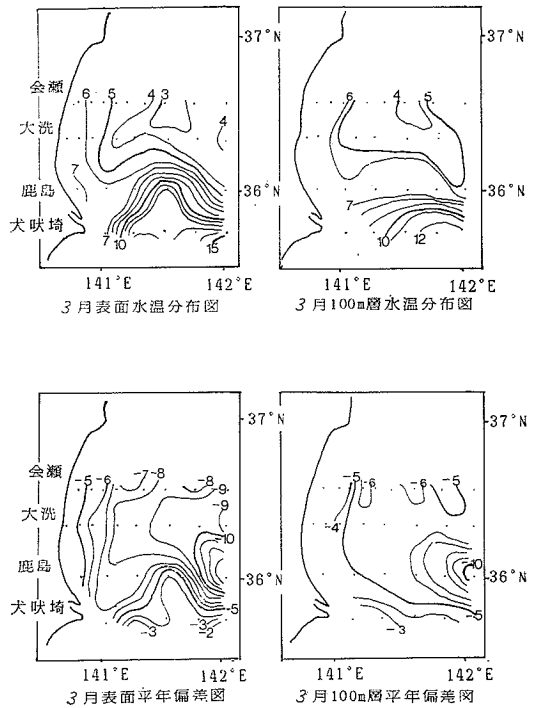 37°N
会瀬
6 5 4 3
6 4 5
大洗
4
7
鹿島
36°N
36°N
犬吠埼
7 10 15
7 10 12
141°E 142°E
141°E 142°E
3月表面水温分布図
3月100m層水温分布図
37°N
37°N
会瀬
-5 -6 -7 -8 -8 -9
-5 -6 -6 -5
大洗
-9
-4
10
鹿島
-10
36°N
36°N
犬吠埼
-5
-5
-3 -3 -2
-3
141°E 142°E
141°E 142°E
3月表面平年偏差図
3月100m層平年偏差図